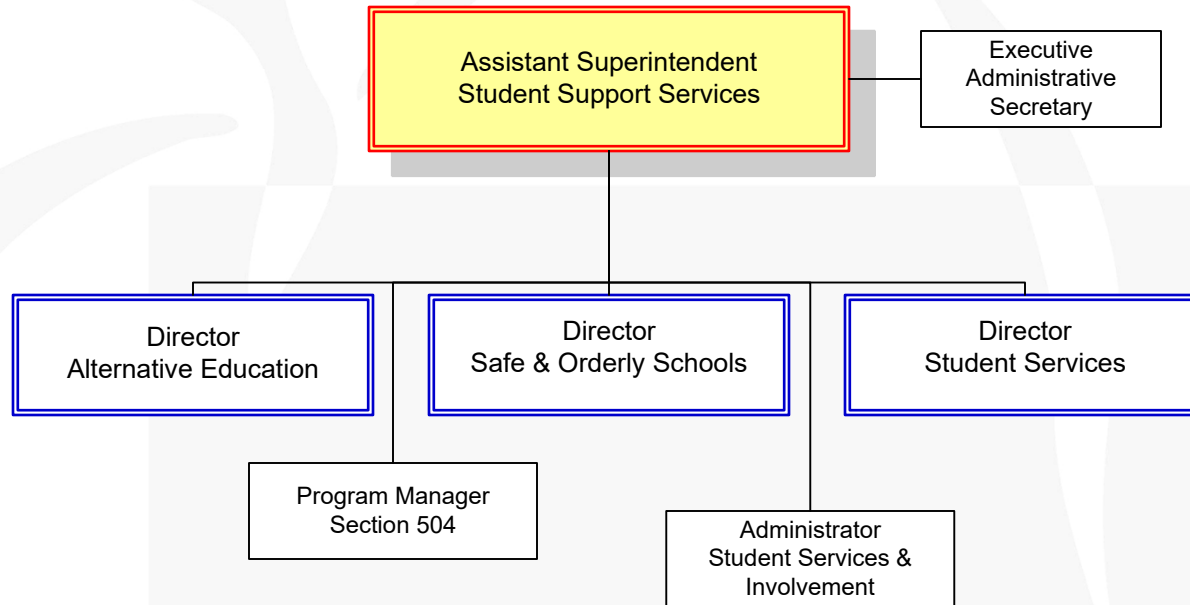 Assistant Superintendent
Student Support Services
Executive
Administrative
Secretary
Director
Alternative Education
Director
Safe & Orderly Schools
Director
Student Services
Program Manager
Section 504
Administrator
Student Services &
Involvement